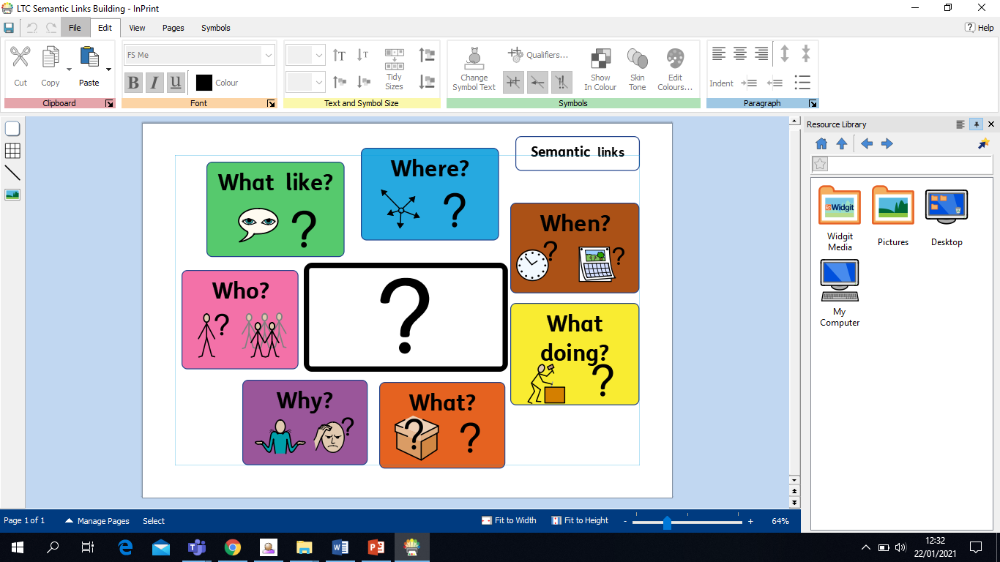 LTC Semantic Links Building - InPrint
File Edit View Pages Symbols Help
Cut Copy Paste
Clipboard
FS Me
B I u Colour
Font
Tidy
Sizes
Text and Symbol Size
Change
Symbol Text
Qualifiers...
Show
In Colour
Skin
Tone
Edit
Colours...
Symbols
Indent
Paragraph
Semantic links
What like?
?
Where?
?
When?
? ?
Who?
?
?
What
doing?
?
Why?
?
What?
? ?
Resource Library
Widgit
Widgit
Media
Pictures
Desktop
My
Computer
Page 1 of 1 Manage Pages Select Fit to Width Fit to Height - + 64%
12:32
22/01/2021